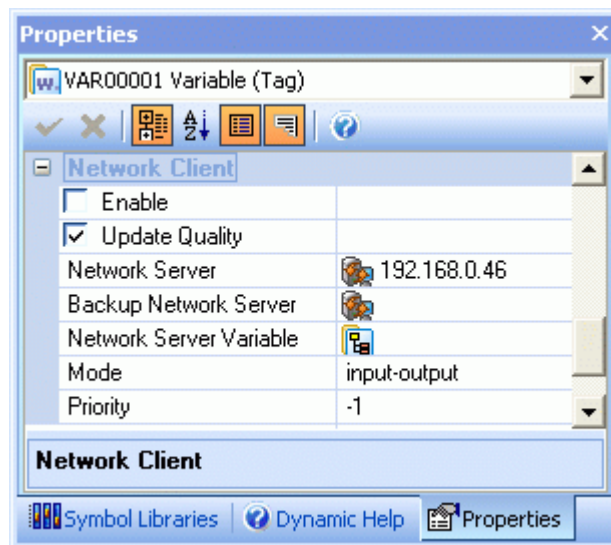 Properties
VAR00001 Variable (Tag)
Network Client
Enable
Update Quality
Network Server 192.168.0.46
Backup Network Server
Network Server Variable
Mode input-output
Priority -1
Network Client
Symbol Libraries Dynamic Help Properties